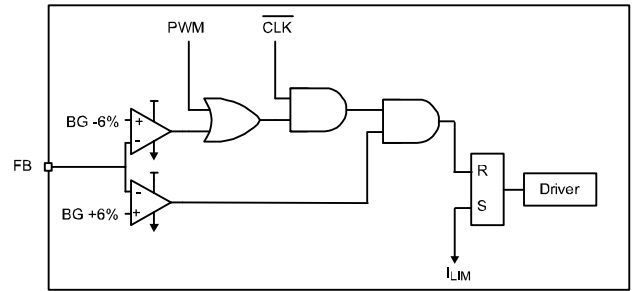 PWM
CLK
BG -6%
+
-
FB
-
+
BG +6%
R
S
Driver
ILIM